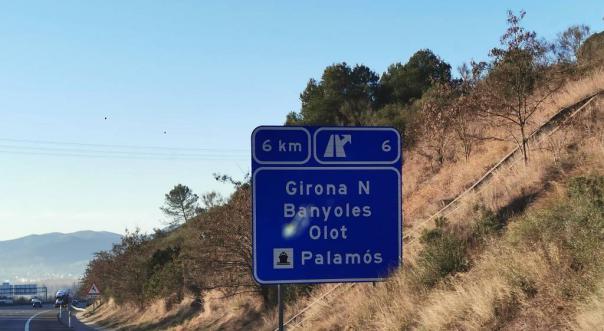 6 km 6
Girona N
Banyoles
Olot
Palamós